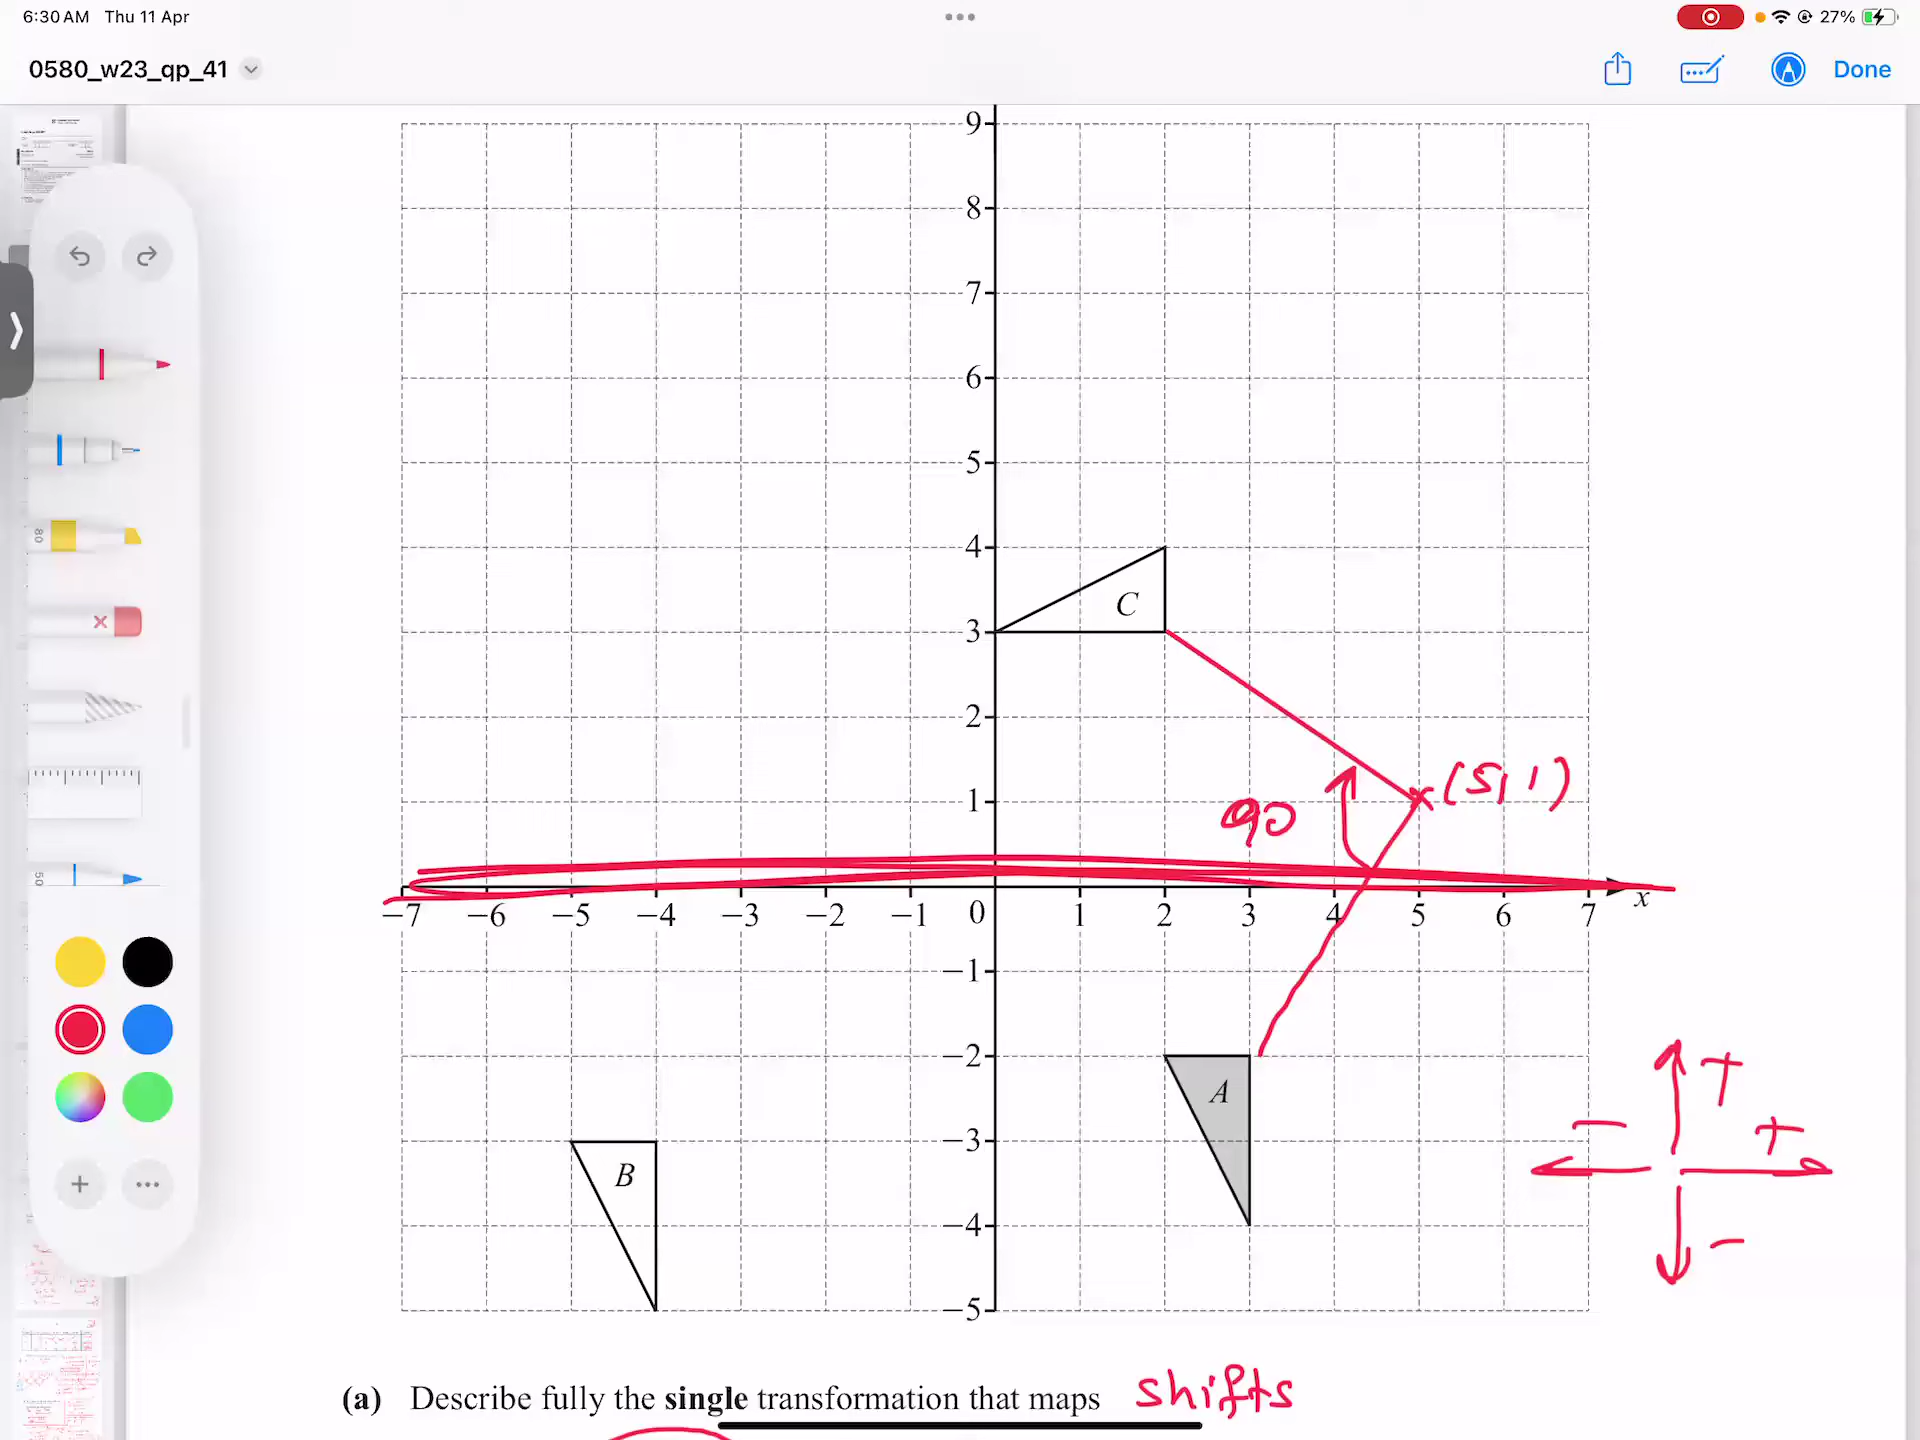 6:30 AM Thu 11 Apr
27%
0580_w23_qp_41
Done
9
8
7
6
5
4
C
3
2
1
(5,1)
90
−7 −6 −5 −4 −3 −2 −1 0 1 2 3 4 5 6 7 x
−1
−2
A
+
−3
− +
B
−4
−
−5
(a) Describe fully the single transformation that maps shifts
80
50